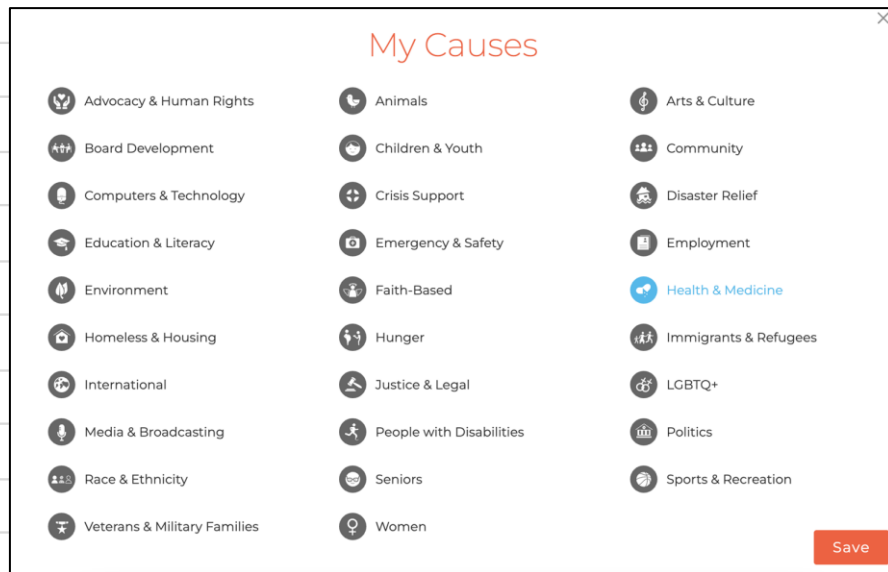 My Causes
Advocacy & Human Rights
Animals
Arts & Culture
Board Development
Children & Youth
Community
Computers & Technology
Crisis Support
Disaster Relief
Education & Literacy
Emergency & Safety
Employment
Environment
Faith-Based
Health & Medicine
Homeless & Housing
Hunger
Immigrants & Refugees
International
Justice & Legal
LGBTQ+
Media & Broadcasting
People with Disabilities
Politics
Race & Ethnicity
Seniors
Sports & Recreation
Veterans & Military Families
Women
Save